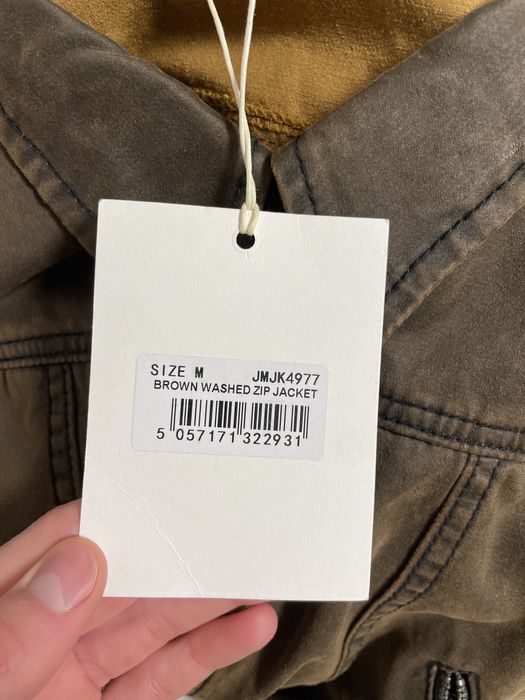 SIZE M JMJK4977
BROWN WASHED ZIP JACKET
5 057171 322931